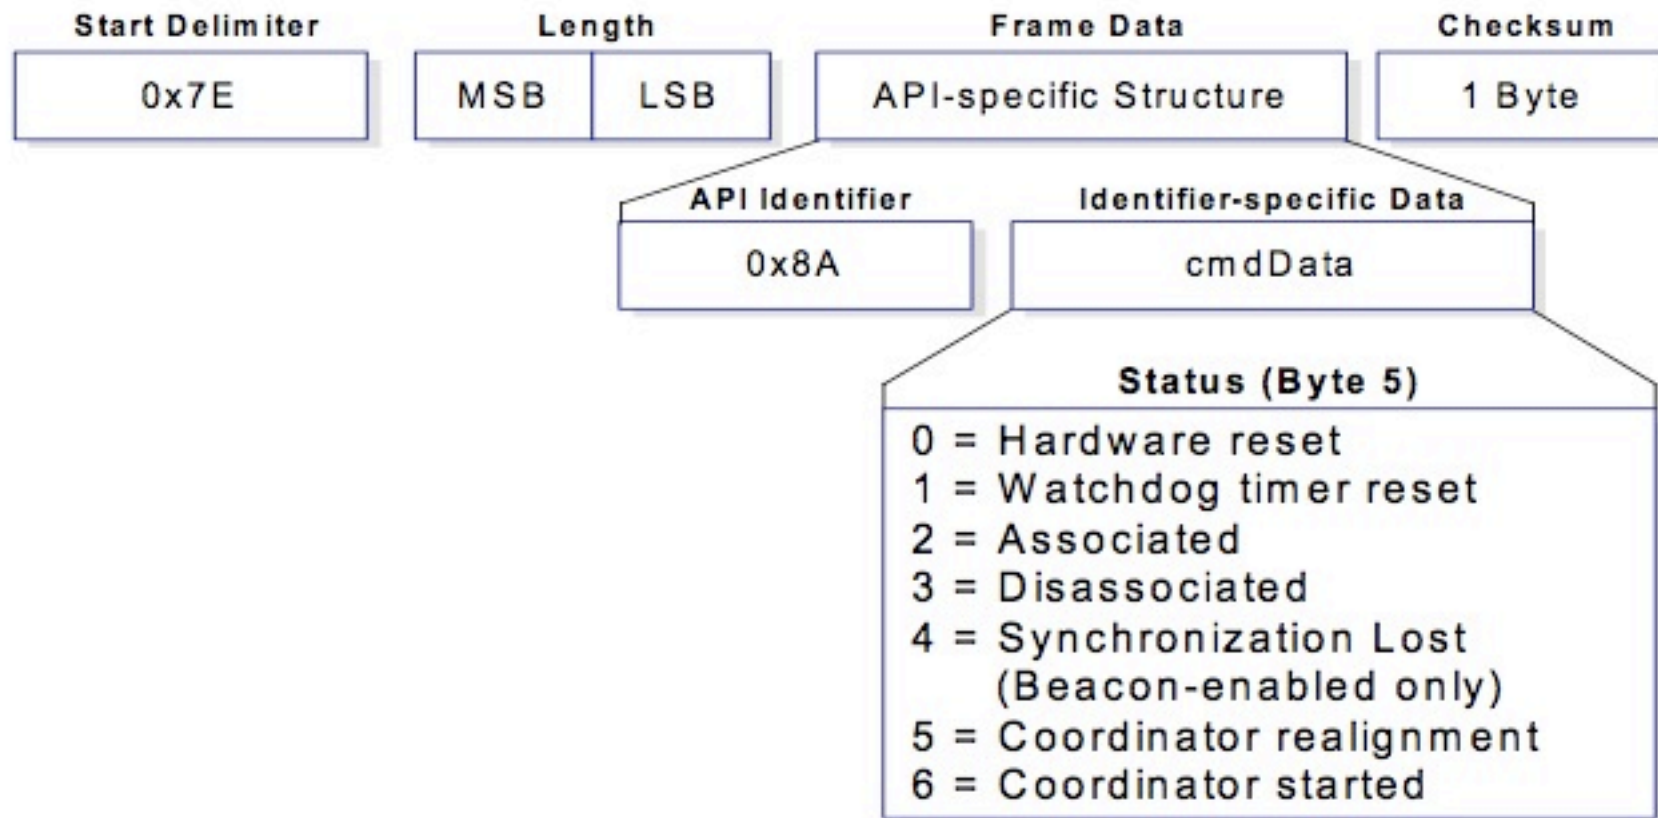 Start Delimiter Length Frame Data Checksum
0x7E MSB LSB API-specific Structure 1 Byte
API Identifier Identifier-specific Data
0x8A cmdData
Status (Byte 5)
0 = Hardware reset
1 = Watchdog timer reset
2 = Associated
3 = Disassociated
4 = Synchronization Lost
(Beacon-enabled only)
5 = Coordinator realignment
6 = Coordinator started